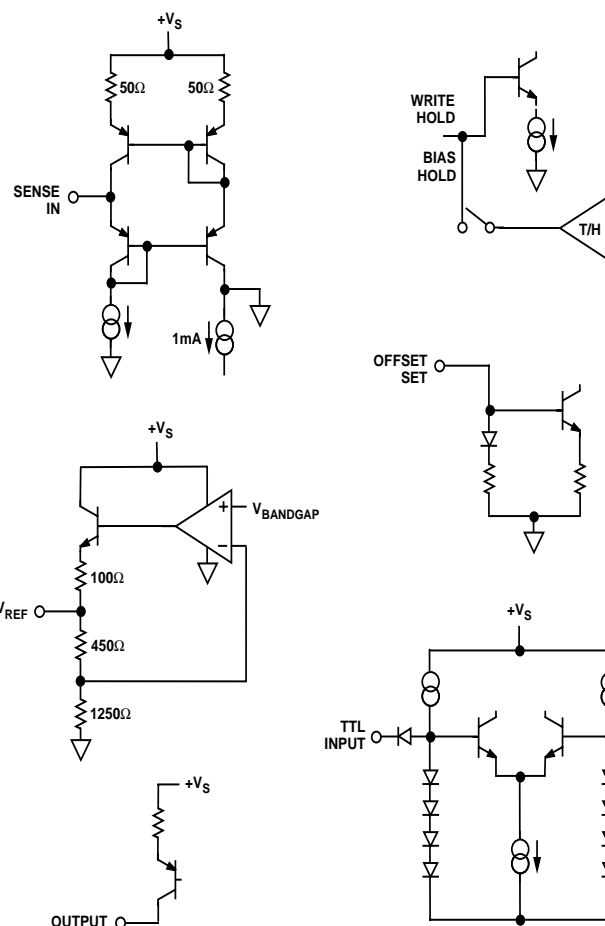 +VS
50Ω
50Ω
SENSE
IN
1mA
WRITE
HOLD
BIAS
HOLD
T/H
OFFSET
SET
+VS
+
VBANDGAP
−
100Ω
VREF
450Ω
1250Ω
+VS
TTL
INPUT
+VS
OUTPUT